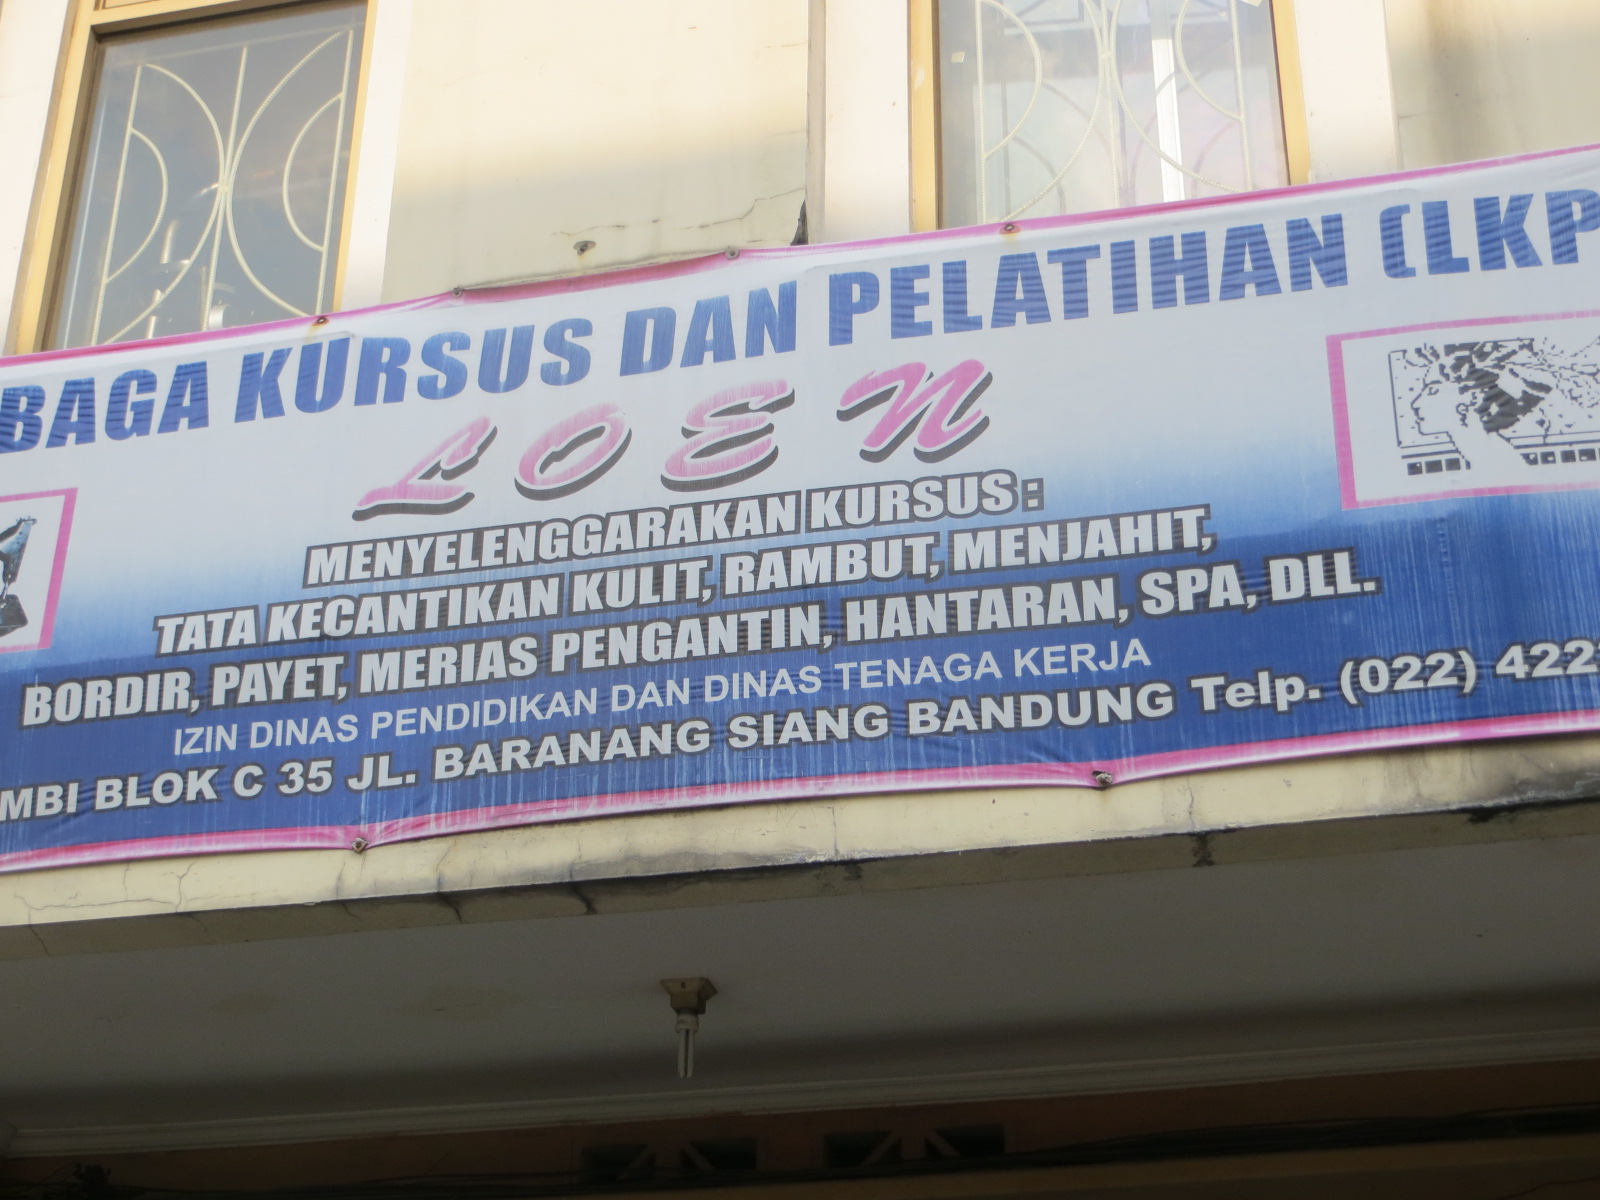 BAGA KURSUS DAN PELATIHAN (LKP
LOEN
MENYELENGGARAKAN KURSUS :
TATA KECANTIKAN KULIT, RAMBUT, MENJAHIT,
BORDIR, PAYET, MERIAS PENGANTIN, HANTARAN, SPA, DLL.
IZIN DINAS PENDIDIKAN DAN DINAS TENAGA KERJA
MBI BLOK C 35 JL. BARANANG SIANG BANDUNG Telp. (022) 422